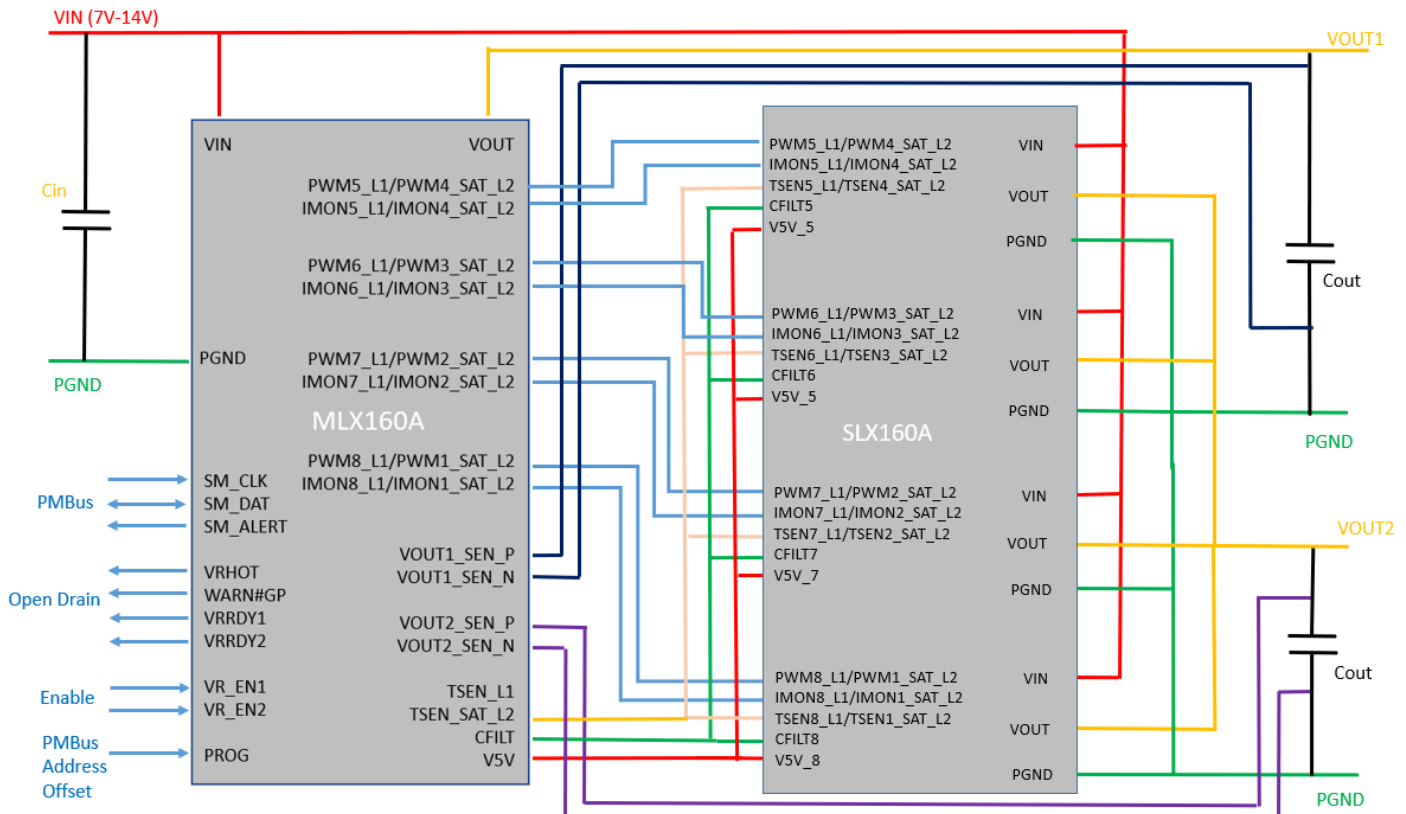 VIN (7V-14V)
VOUT1
VIN
VOUT
PWM5_L1/PWM4_SAT_L2
IMON5_L1/IMON4_SAT_L2
PWM6_L1/PWM3_SAT_L2
IMON6_L1/IMON3_SAT_L2
PWM7_L1/PWM2_SAT_L2
IMON7_L1/IMON2_SAT_L2
MLX160A
PWM8_L1/PWM1_SAT_L2
IMON8_L1/IMON1_SAT_L2
VOUT1_SEN_P
VOUT1_SEN_N
VOUT2_SEN_P
VOUT2_SEN_N
TSEN_L1
TSEN_SAT_L2
CFILT
V5V
Cin
PGND
PGND
PMBus
SM_CLK
SM_DAT
SM_ALERT
Open Drain
VRHOT
WARN#GP
VRRDY1
VRRDY2
Enable
VR_EN1
VR_EN2
PMBus
Address
Offset
PROG
PWM5_L1/PWM4_SAT_L2
IMON5_L1/IMON4_SAT_L2
TSEN5_L1/TSEN4_SAT_L2
CFILT5
V5V_5
PWM6_L1/PWM3_SAT_L2
IMON6_L1/IMON3_SAT_L2
TSEN6_L1/TSEN3_SAT_L2
CFILT6
V5V_5
SLX160A
PWM7_L1/PWM2_SAT_L2
IMON7_L1/IMON2_SAT_L2
TSEN7_L1/TSEN2_SAT_L2
CFILT7
V5V_7
PWM8_L1/PWM1_SAT_L2
IMON8_L1/IMON1_SAT_L2
TSEN8_L1/TSEN1_SAT_L2
CFILT8
V5V_8
VIN
VOUT
PGND
VIN
VOUT
PGND
VIN
VOUT
PGND
VIN
VOUT
PGND
Cout
PGND
VOUT2
Cout
PGND